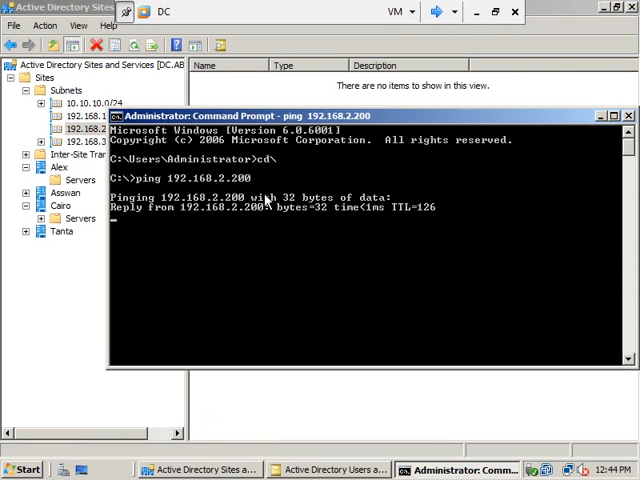 DC
VM
Active Directory Sites
File
Action
View
Help
Active Directory Sites and Services [DC.AB
Name
Type
Description
Sites
There are no items to show in this view.
Subnets
10.10.10.0/24
192.168.1
192.168.2
192.168.3
Inter-Site Tran
Alex
Servers
Asswan
Cairo
Servers
Tanta
Administrator: Command Prompt - ping 192.168.2.200
Microsoft Windows [Version 6.0.6001]
Copyright (c) 2006 Microsoft Corporation. All rights reserved.
C:\Users\Administrator>cd\
C:\>ping 192.168.2.200
Pinging 192.168.2.200 with 32 bytes of data:
Reply from 192.168.2.200: bytes=32 time<1ms TTL=126
Start
Active Directory Sites a...
Active Directory Users a...
Administrator: Comm...
12:44 PM